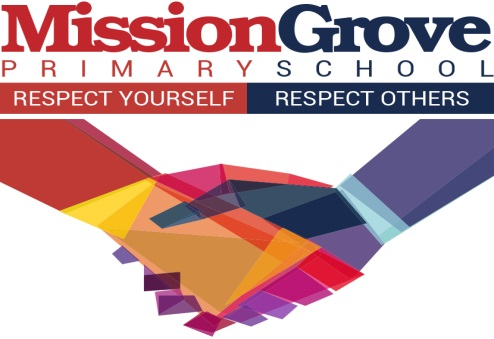 MissionGrove
PRIMARY SCHOOL
RESPECT YOURSELF RESPECT OTHERS